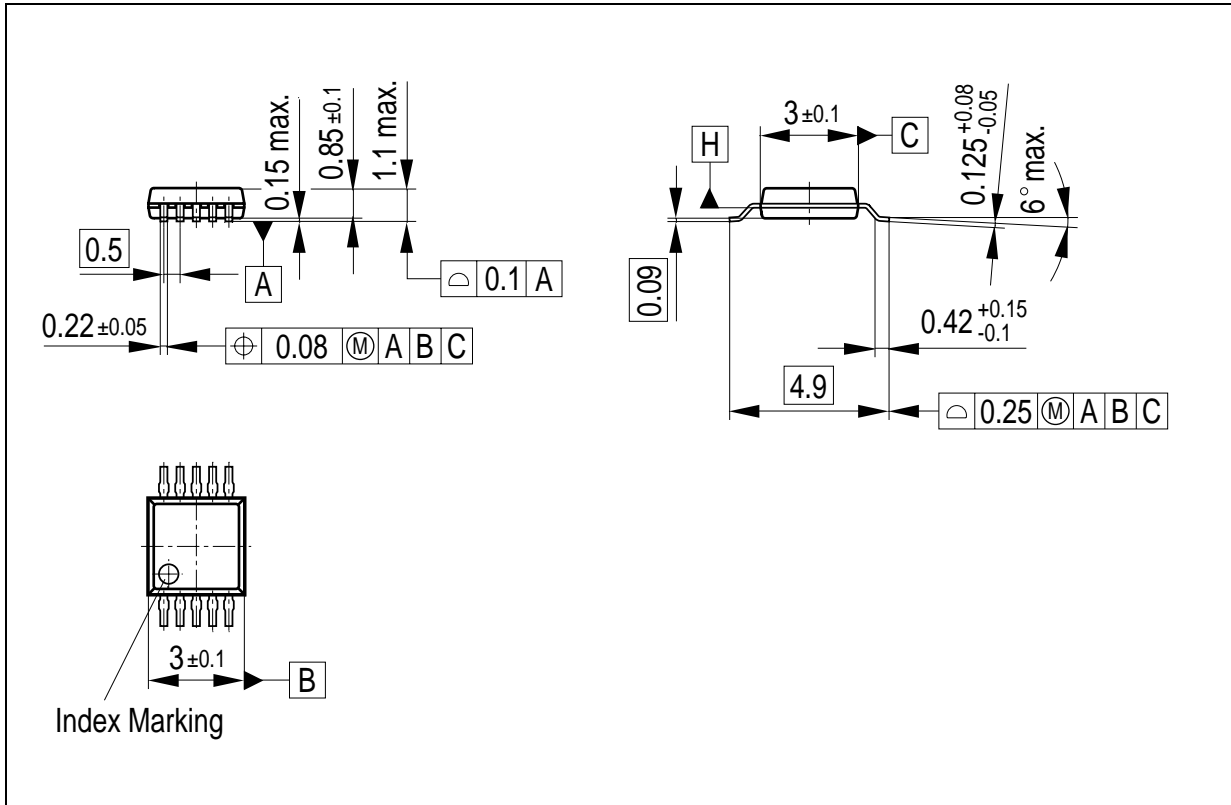 0.15 max.
0.85 ±0.1
1.1 max.
0.5
A
⌓ 0.1 A
0.22 ±0.05
⌖ 0.08 Ⓜ A B C
3 ±0.1
C
H
0.125 +0.08 -0.05
6° max.
0.09
0.42 +0.15 -0.1
4.9
⌓ 0.25 Ⓜ A B C
3 ±0.1
B
Index Marking